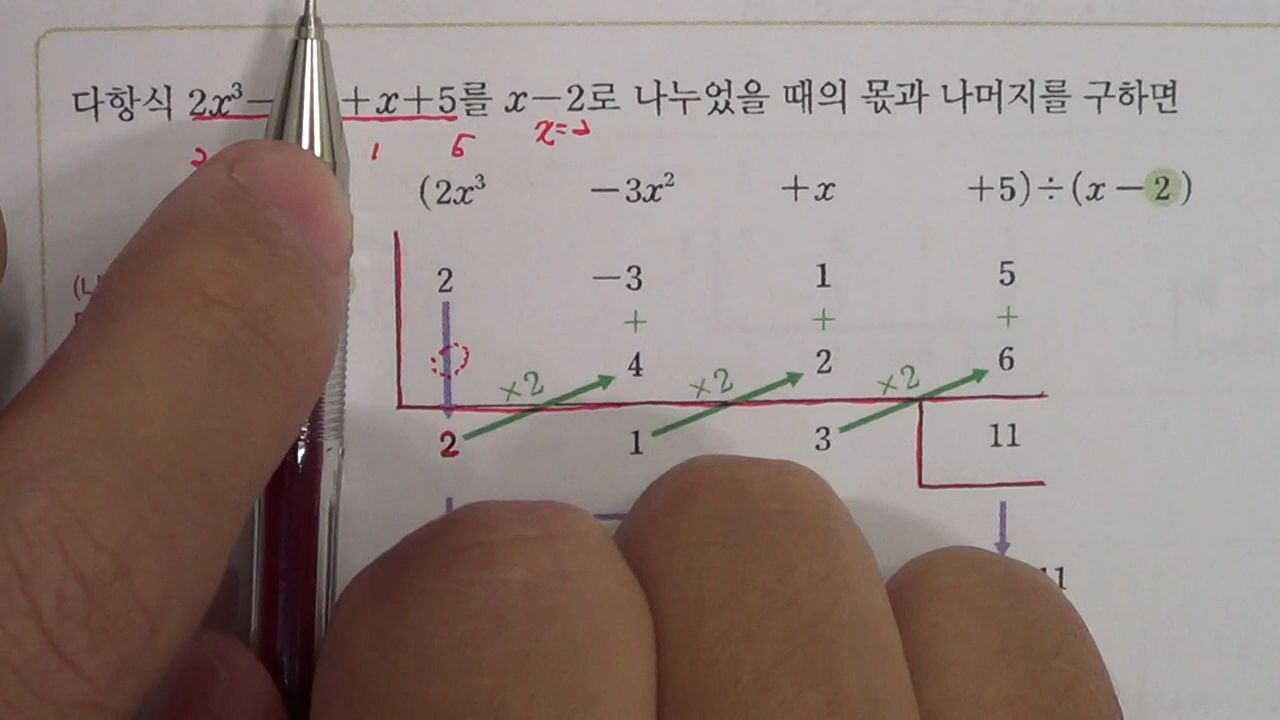 다항식 2x³− +x+5를 x−2로 나누었을 때의 몫과 나머지를 구하면
2 1 5 x=2
(2x³ −3x² +x +5)÷(x−2)
2 −3 1 5
+ + +
4 2 6
×2 ×2 ×2
2 1 3 11
11